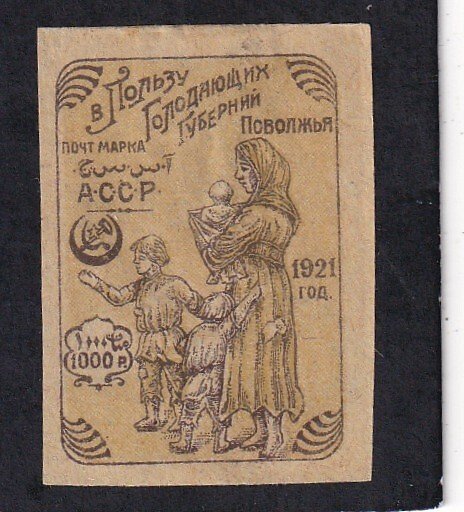 В ПОЛЬЗУ
ГОЛОДАЮЩИХ
ГУБЕРНИЙ
ПОВОЛЖЬЯ
ПОЧТ МАРКА
А·С·С·Р·
1921
ГОД.
1000 Р.